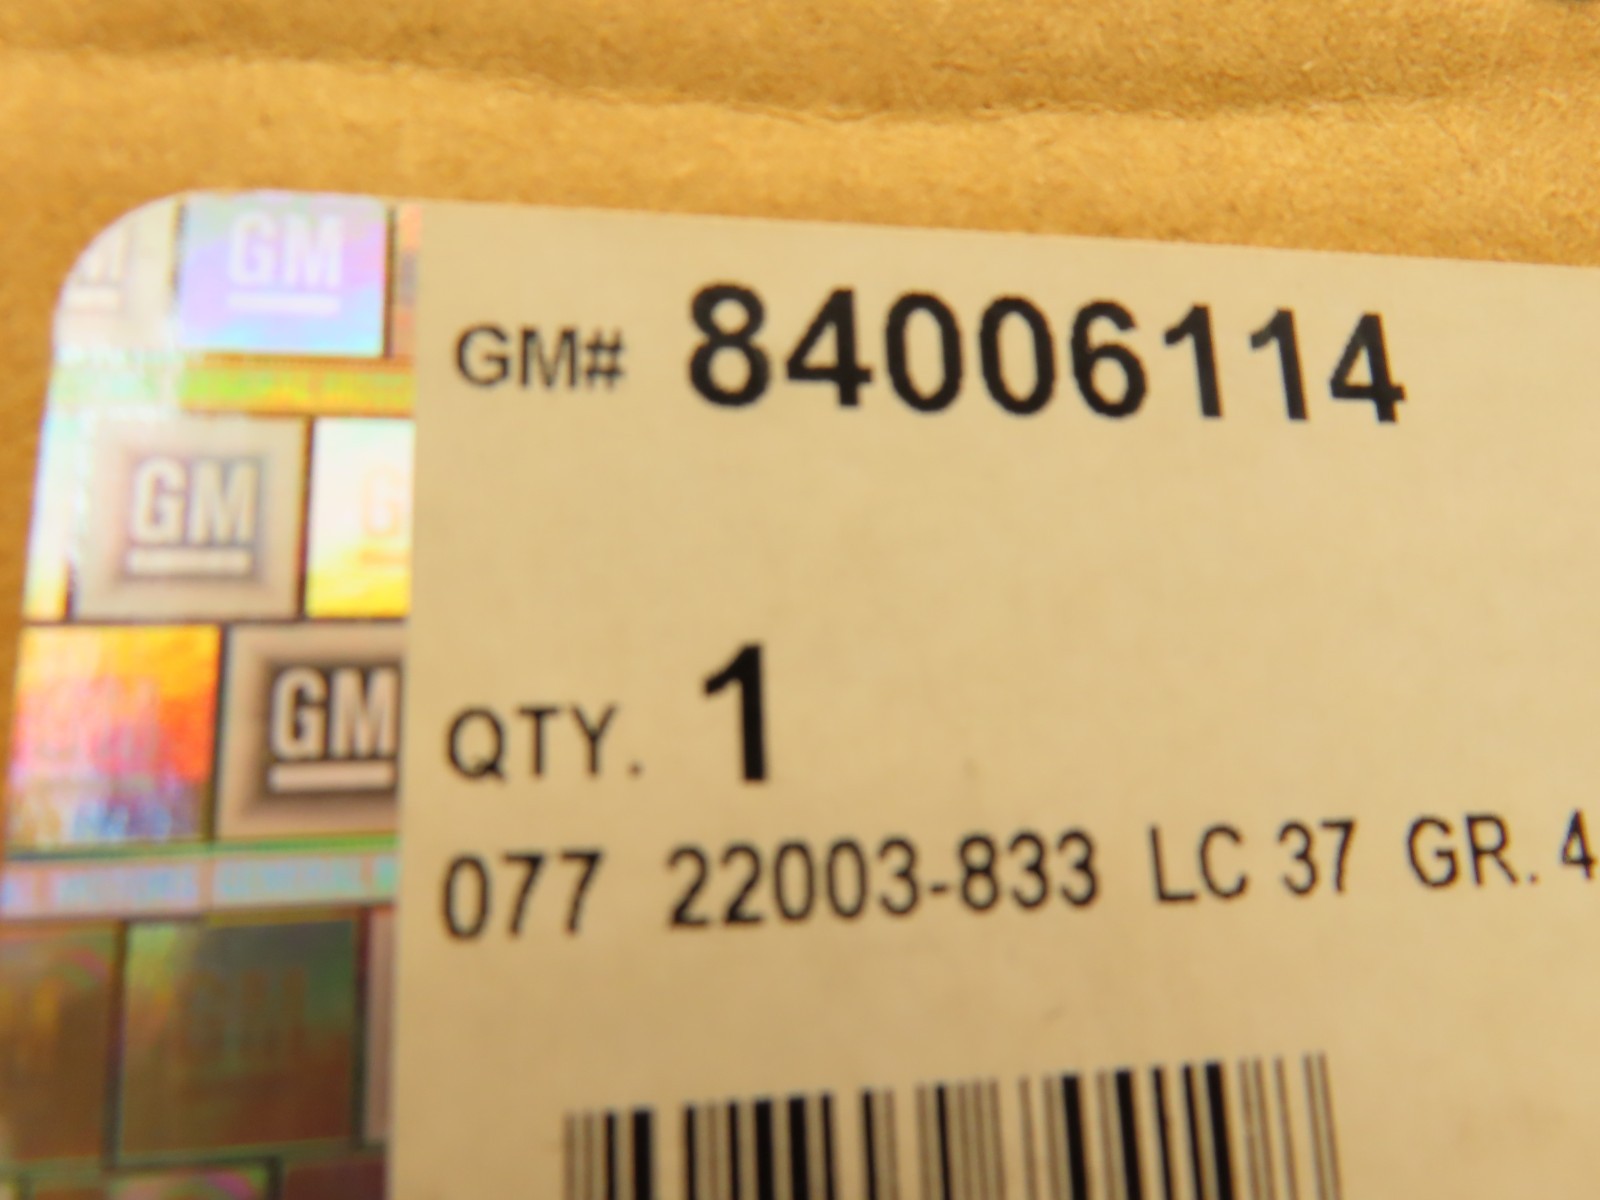 GM
GM# 84006114
GM
GM
QTY. 1
077 22003-833 LC 37 GR. 4